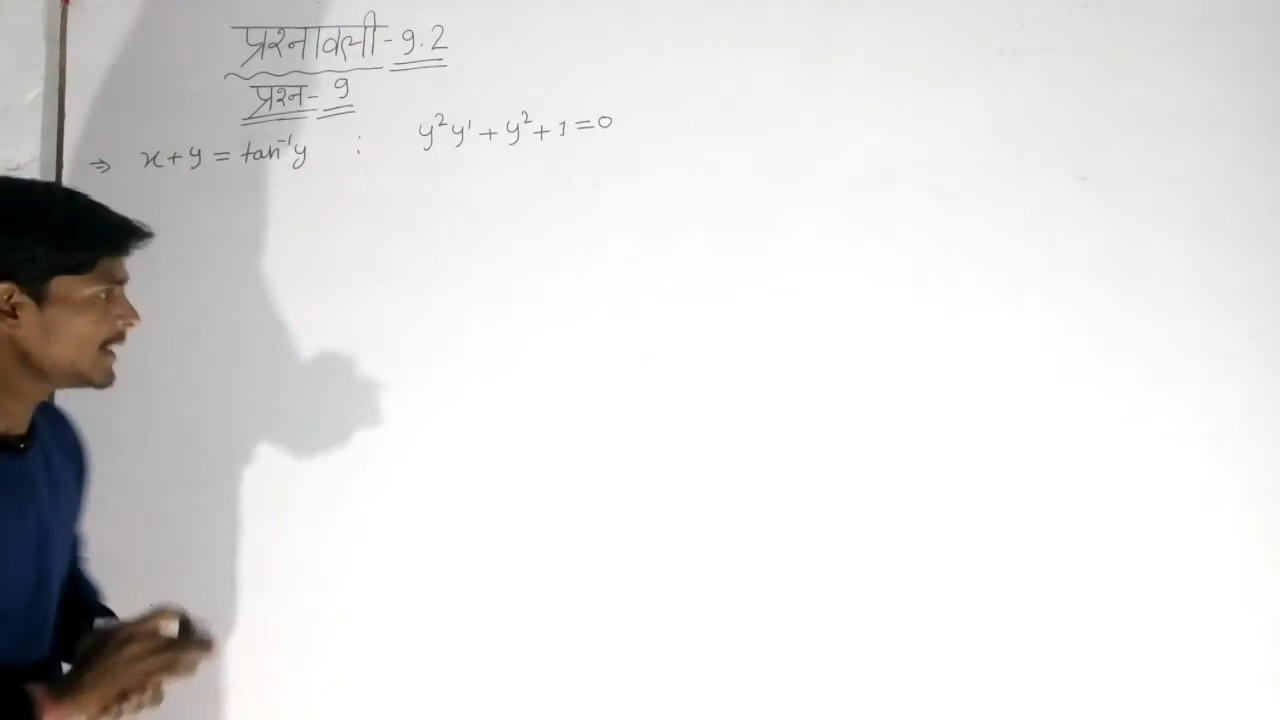 प्रश्नावली - 9.2
प्रश्न - 9
⇒ x + y = tan⁻¹y : y²y' + y² + 1 = 0